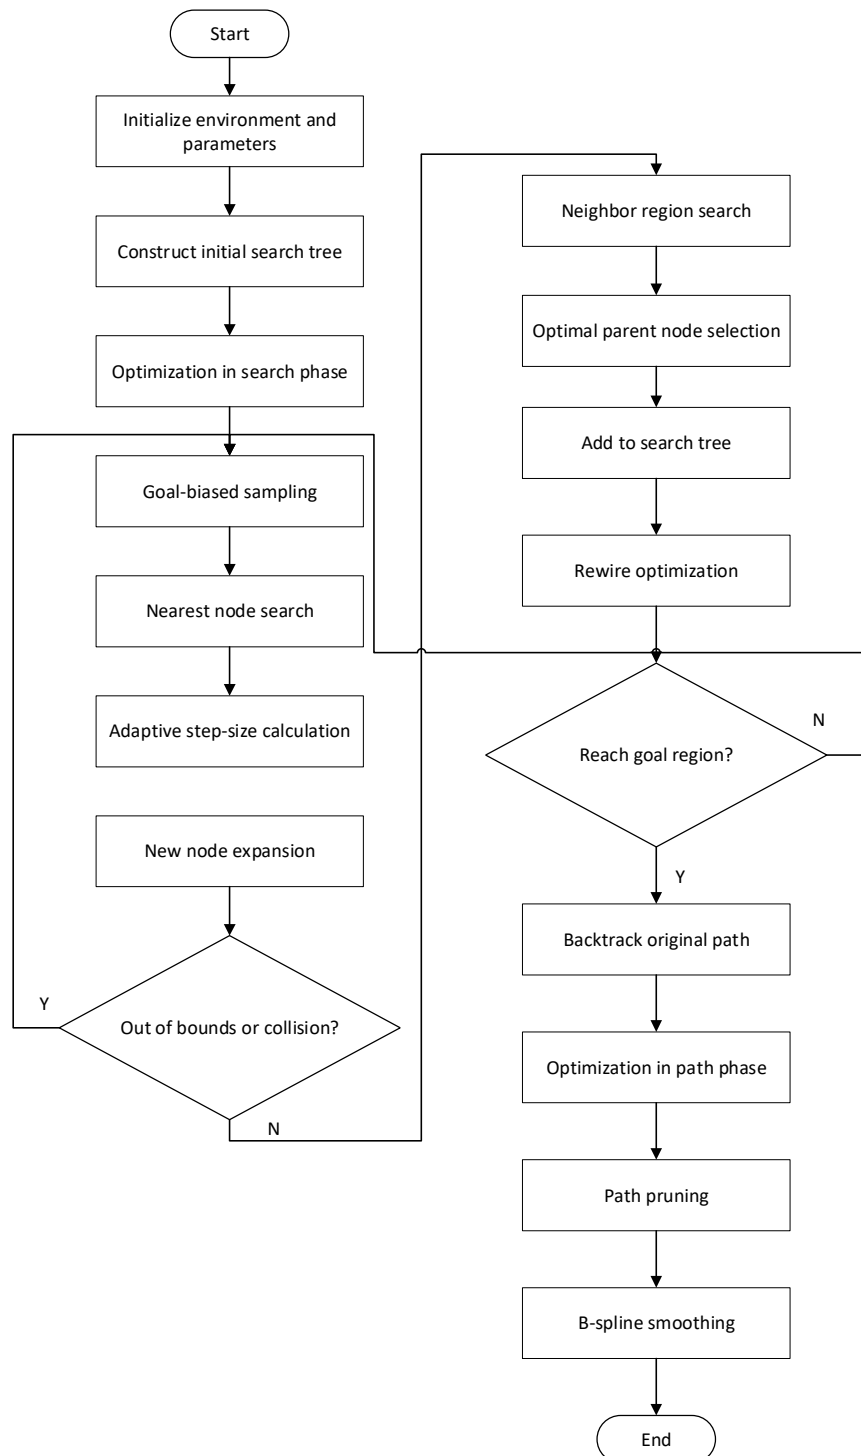 Start
Initialize environment and
parameters
Construct initial search tree
Optimization in search phase
Goal-biased sampling
Nearest node search
Adaptive step-size calculation
New node expansion
Y
Out of bounds or collision?
N
Neighbor region search
Optimal parent node selection
Add to search tree
Rewire optimization
N
Reach goal region?
Y
Backtrack original path
Optimization in path phase
Path pruning
B-spline smoothing
End